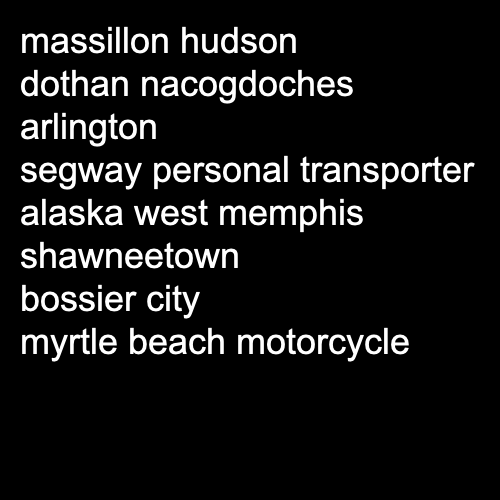 massillon hudson
dothan nacogdoches
arlington
segway personal transporter
alaska west memphis
shawneetown
bossier city
myrtle beach motorcycle